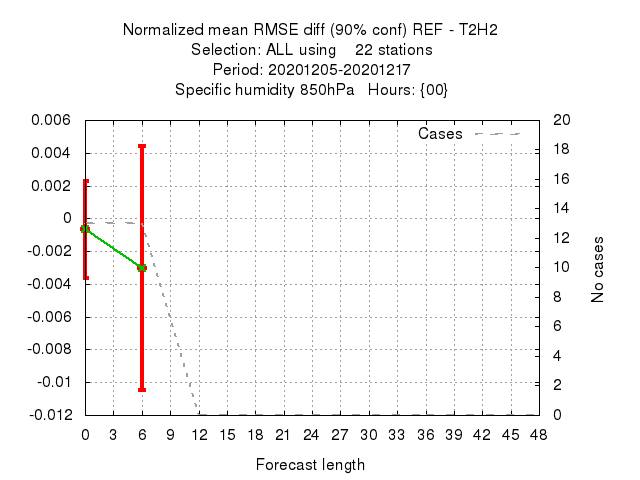 Normalized mean RMSE diff (90% conf) REF - T2H2
Selection: ALL using 22 stations
Period: 20201205-20201217
Specific humidity 850hPa Hours: {00}
Cases
0.006
0.004
0.002
0
-0.002
-0.004
-0.006
-0.008
-0.01
-0.012
20
18
16
14
12
10
8
6
4
2
0
No cases
0 3 6 9 12 15 18 21 24 27 30 33 36 39 42 45 48
Forecast length